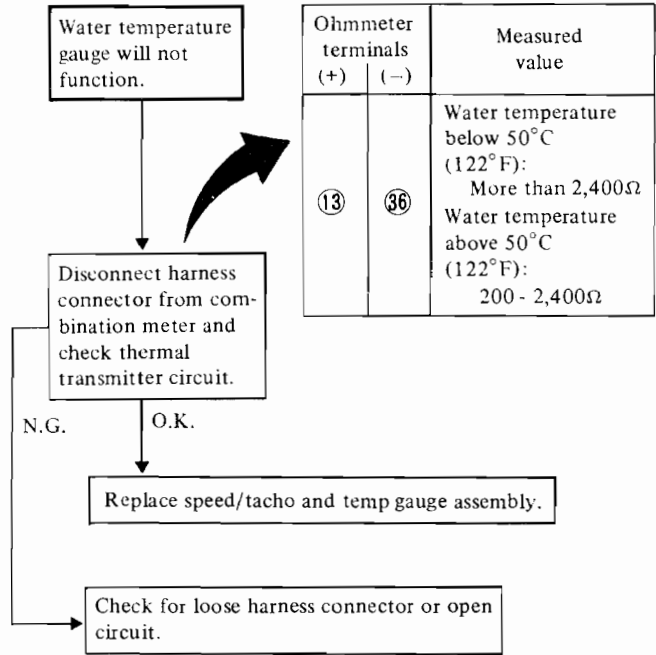 Water temperature
gauge will not
function.
Ohmmeter
terminals
(+) (−)
Measured
value
⑬ ㊱
Water temperature
below 50°C
(122°F):
More than 2,400Ω
Water temperature
above 50°C
(122°F):
200 - 2,400Ω
Disconnect harness
connector from com-
bination meter and
check thermal
transmitter circuit.
N.G.
O.K.
Replace speed/tacho and temp gauge assembly.
Check for loose harness connector or open
circuit.